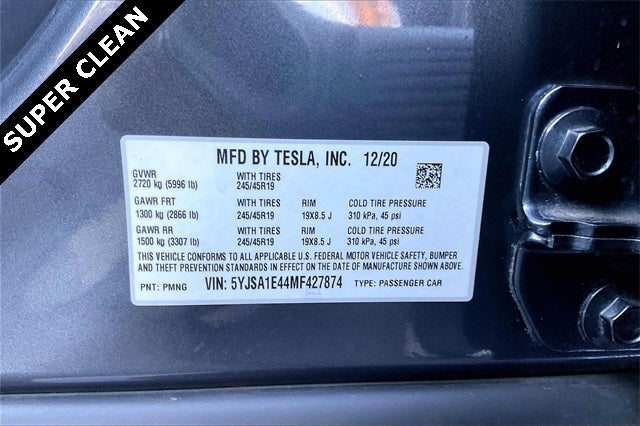 SUPER CLEAN
MFD BY TESLA, INC. 12/20
GVWR WITH TIRES
2720 kg (5996 lb) 245/45R19
GAWR FRT WITH TIRES RIM COLD TIRE PRESSURE
1300 kg (2866 lb) 245/45R19 19X8.5 J 310 kPa, 45 psi
GAWR RR WITH TIRES RIM COLD TIRE PRESSURE
1500 kg (3307 lb) 245/45R19 19X8.5 J 310 kPa, 45 psi
THIS VEHICLE CONFORMS TO ALL APPLICABLE U.S. FEDERAL MOTOR VEHICLE SAFETY, BUMPER
AND THEFT PREVENTION STANDARDS IN EFFECT ON THE DATE OF MANUFACTURE SHOWN ABOVE.
PNT: PMNG VIN: 5YJSA1E44MF427874 TYPE: PASSENGER CAR